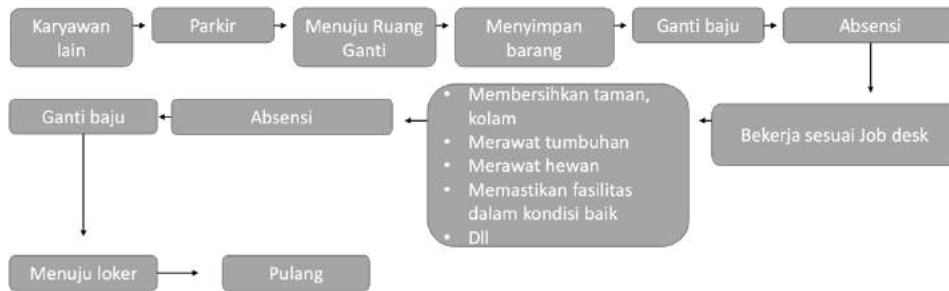 Karyawan
lain
Parkir
Menuju Ruang
Ganti
Menyimpan
barang
Ganti baju
Absensi
Bekerja sesuai Job desk
• Membersihkan taman,
kolam
• Merawat tumbuhan
• Merawat hewan
• Memastikan fasilitas
dalam kondisi baik
• Dll
Absensi
Ganti baju
Menuju loker
Pulang